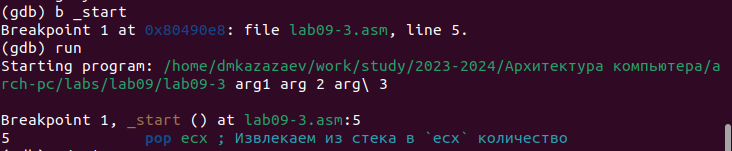 (gdb) b _start
Breakpoint 1 at 0x80490e8: file lab09-3.asm, line 5.
(gdb) run
Starting program: /home/dmkazazaev/work/study/2023-2024/Архитектура компьютера/a
rch-pc/labs/lab09/lab09-3 arg1 arg 2 arg\ 3

Breakpoint 1, _start () at lab09-3.asm:5
5 pop ecx ; Извлекаем из стека в `ecx` количество